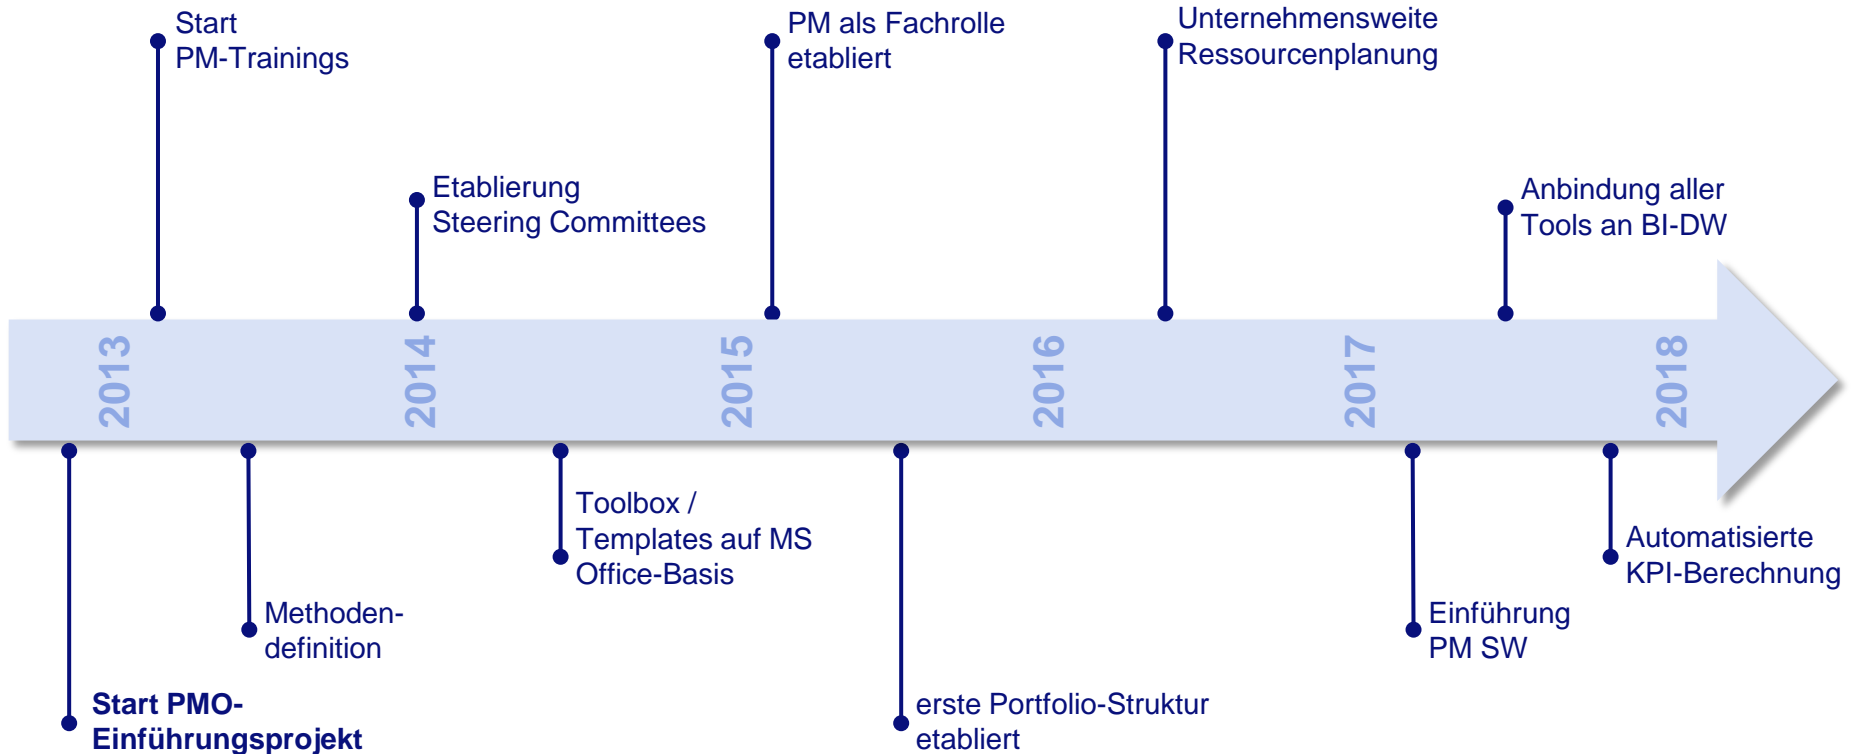 Start
PM-Trainings
PM als Fachrolle
etabliert
Unternehmensweite
Ressourcenplanung
Etablierung
Steering Committees
Anbindung aller
Tools an BI-DW
2013
2014
2015
2016
2017
2018
Toolbox /
Templates auf MS
Office-Basis
Automatisierte
KPI-Berechnung
Methoden-
definition
Einführung
PM SW
Start PMO-
Einführungsprojekt
erste Portfolio-Struktur
etabliert